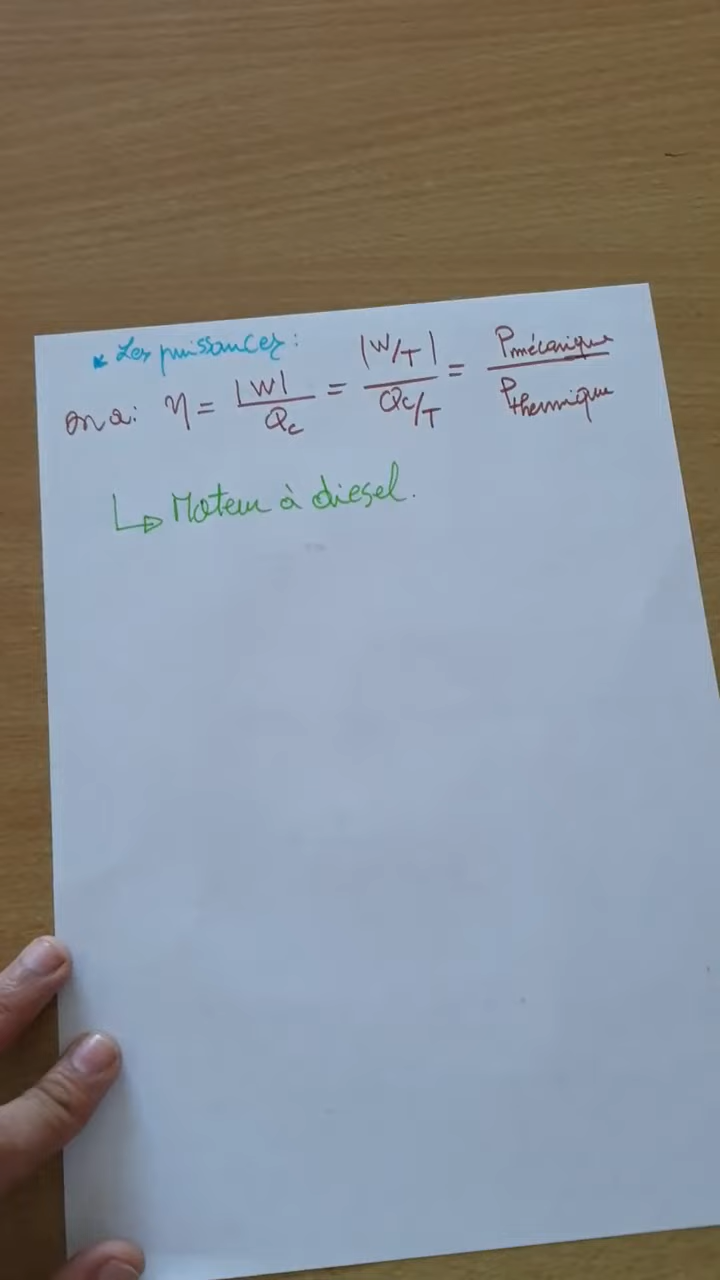 * Les puissances :
on a : η = |W| / Qc = |W/T| / Qc/T = Pmécanique / Pthermique
↳ Moteur à diesel.